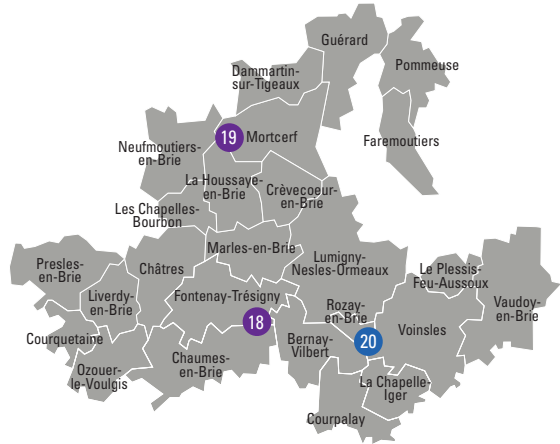 Guérard
Pommeuse
Dammartin-
sur-Tigeaux
19
Mortcerf
Faremoutiers
Neufmoutiers-
en-Brie
La Houssaye-
en-Brie
Crèvecoeur-
en-Brie
Les Chapelles-
Bourbon
Marles-en-Brie
Lumigny-
Nesles-Ormeaux
Presles-
en-Brie
Châtres
Le Plessis-
Feu-Aussoux
Liverdy-
en-Brie
Fontenay-Trésigny
Vaudoy-
en-Brie
Rozay-
en-Brie
18
Voinsles
Courquetaine
Bernay-
Vilbert
20
Chaumes-
en-Brie
Ozouer-
le-Voulgis
La Chapelle-
Iger
Courpalay